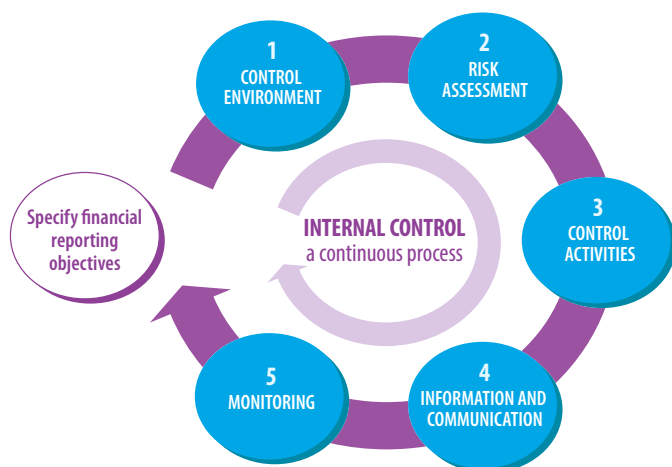 1
CONTROL
ENVIRONMENT
2
RISK
ASSESSMENT
3
CONTROL
ACTIVITIES
4
INFORMATION AND
COMMUNICATION
5
MONITORING
Specify financial
reporting
objectives
INTERNAL CONTROL
a continuous process